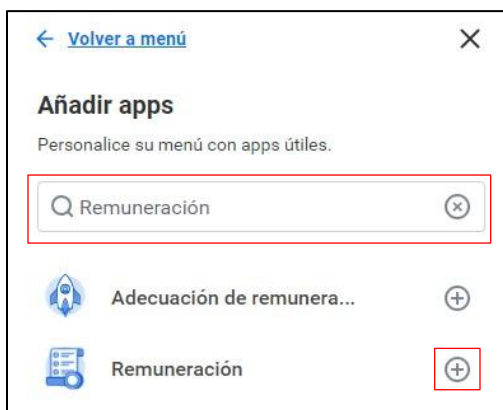 Volver a menú
Añadir apps
Personalice su menú con apps útiles.
Remuneración
Adecuación de remunera...
Remuneración